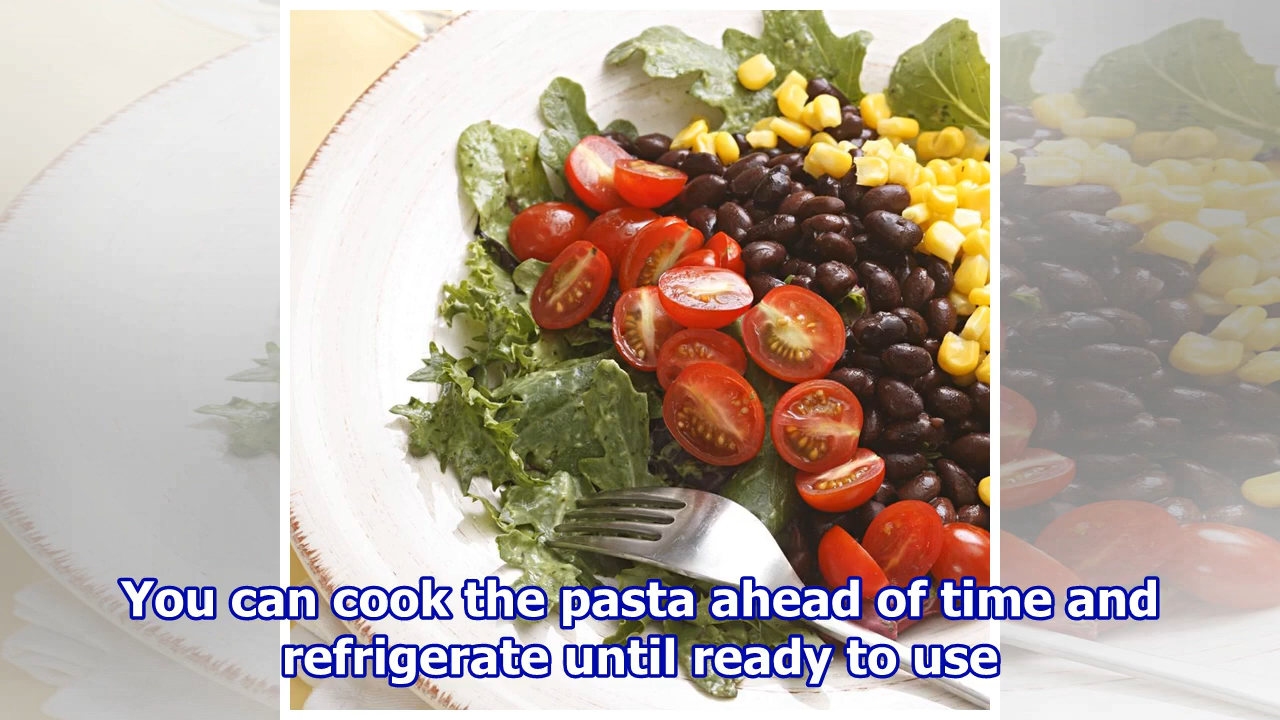 You can cook the pasta ahead of time and
refrigerate until ready to use